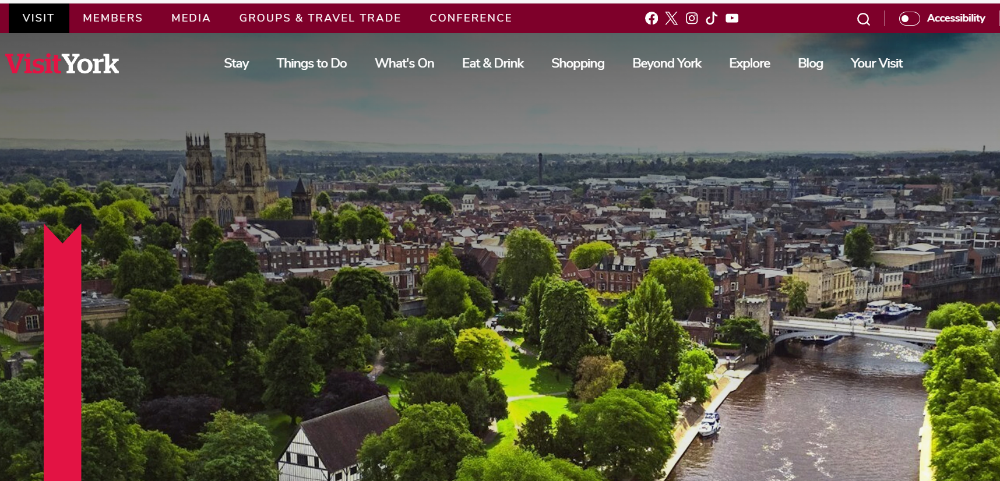 VISIT MEMBERS MEDIA GROUPS & TRAVEL TRADE CONFERENCE Accessibility
VisitYork Stay Things to Do What's On Eat & Drink Shopping Beyond York Explore Blog Your Visit